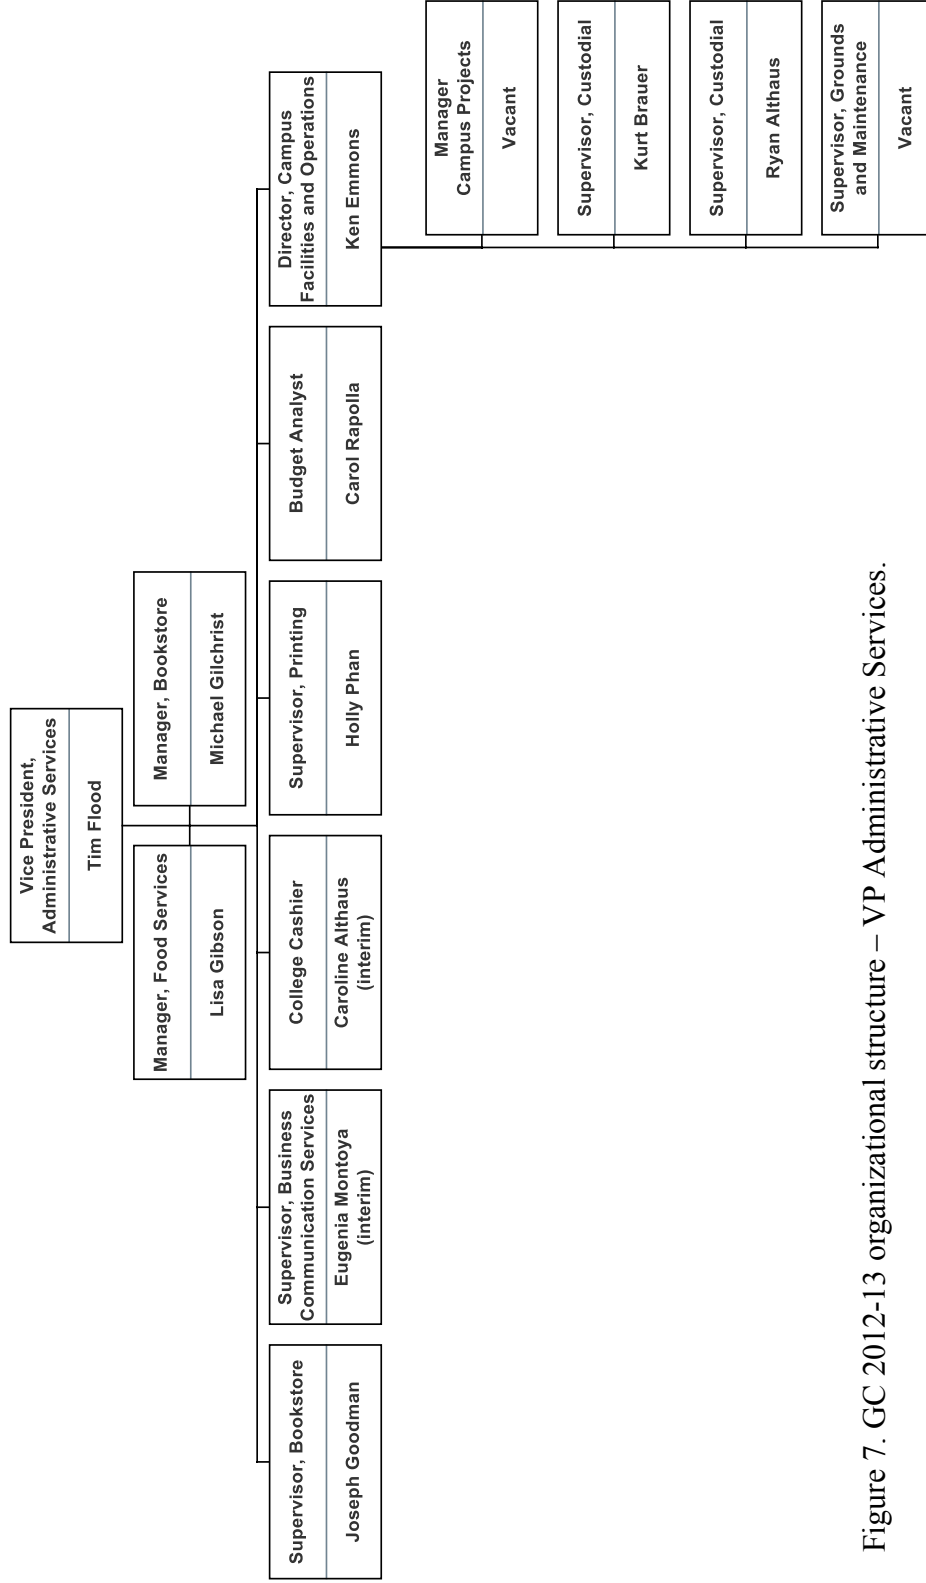 Vice President,
Administrative Services
Tim Flood
Manager, Food Services
Lisa Gibson
Manager, Bookstore
Michael Gilchrist
Supervisor, Bookstore
Joseph Goodman
Supervisor, Business
Communication Services
Eugenia Montoya
(interim)
College Cashier
Caroline Althaus
(interim)
Supervisor, Printing
Holly Phan
Budget Analyst
Carol Rapolla
Director, Campus
Facilities and Operations
Ken Emmons
Manager
Campus Projects
Vacant
Supervisor, Custodial
Kurt Brauer
Supervisor, Custodial
Ryan Althaus
Supervisor, Grounds
and Maintenance
Vacant
Figure 7. GC 2012-13 organizational structure – VP Administrative Services.